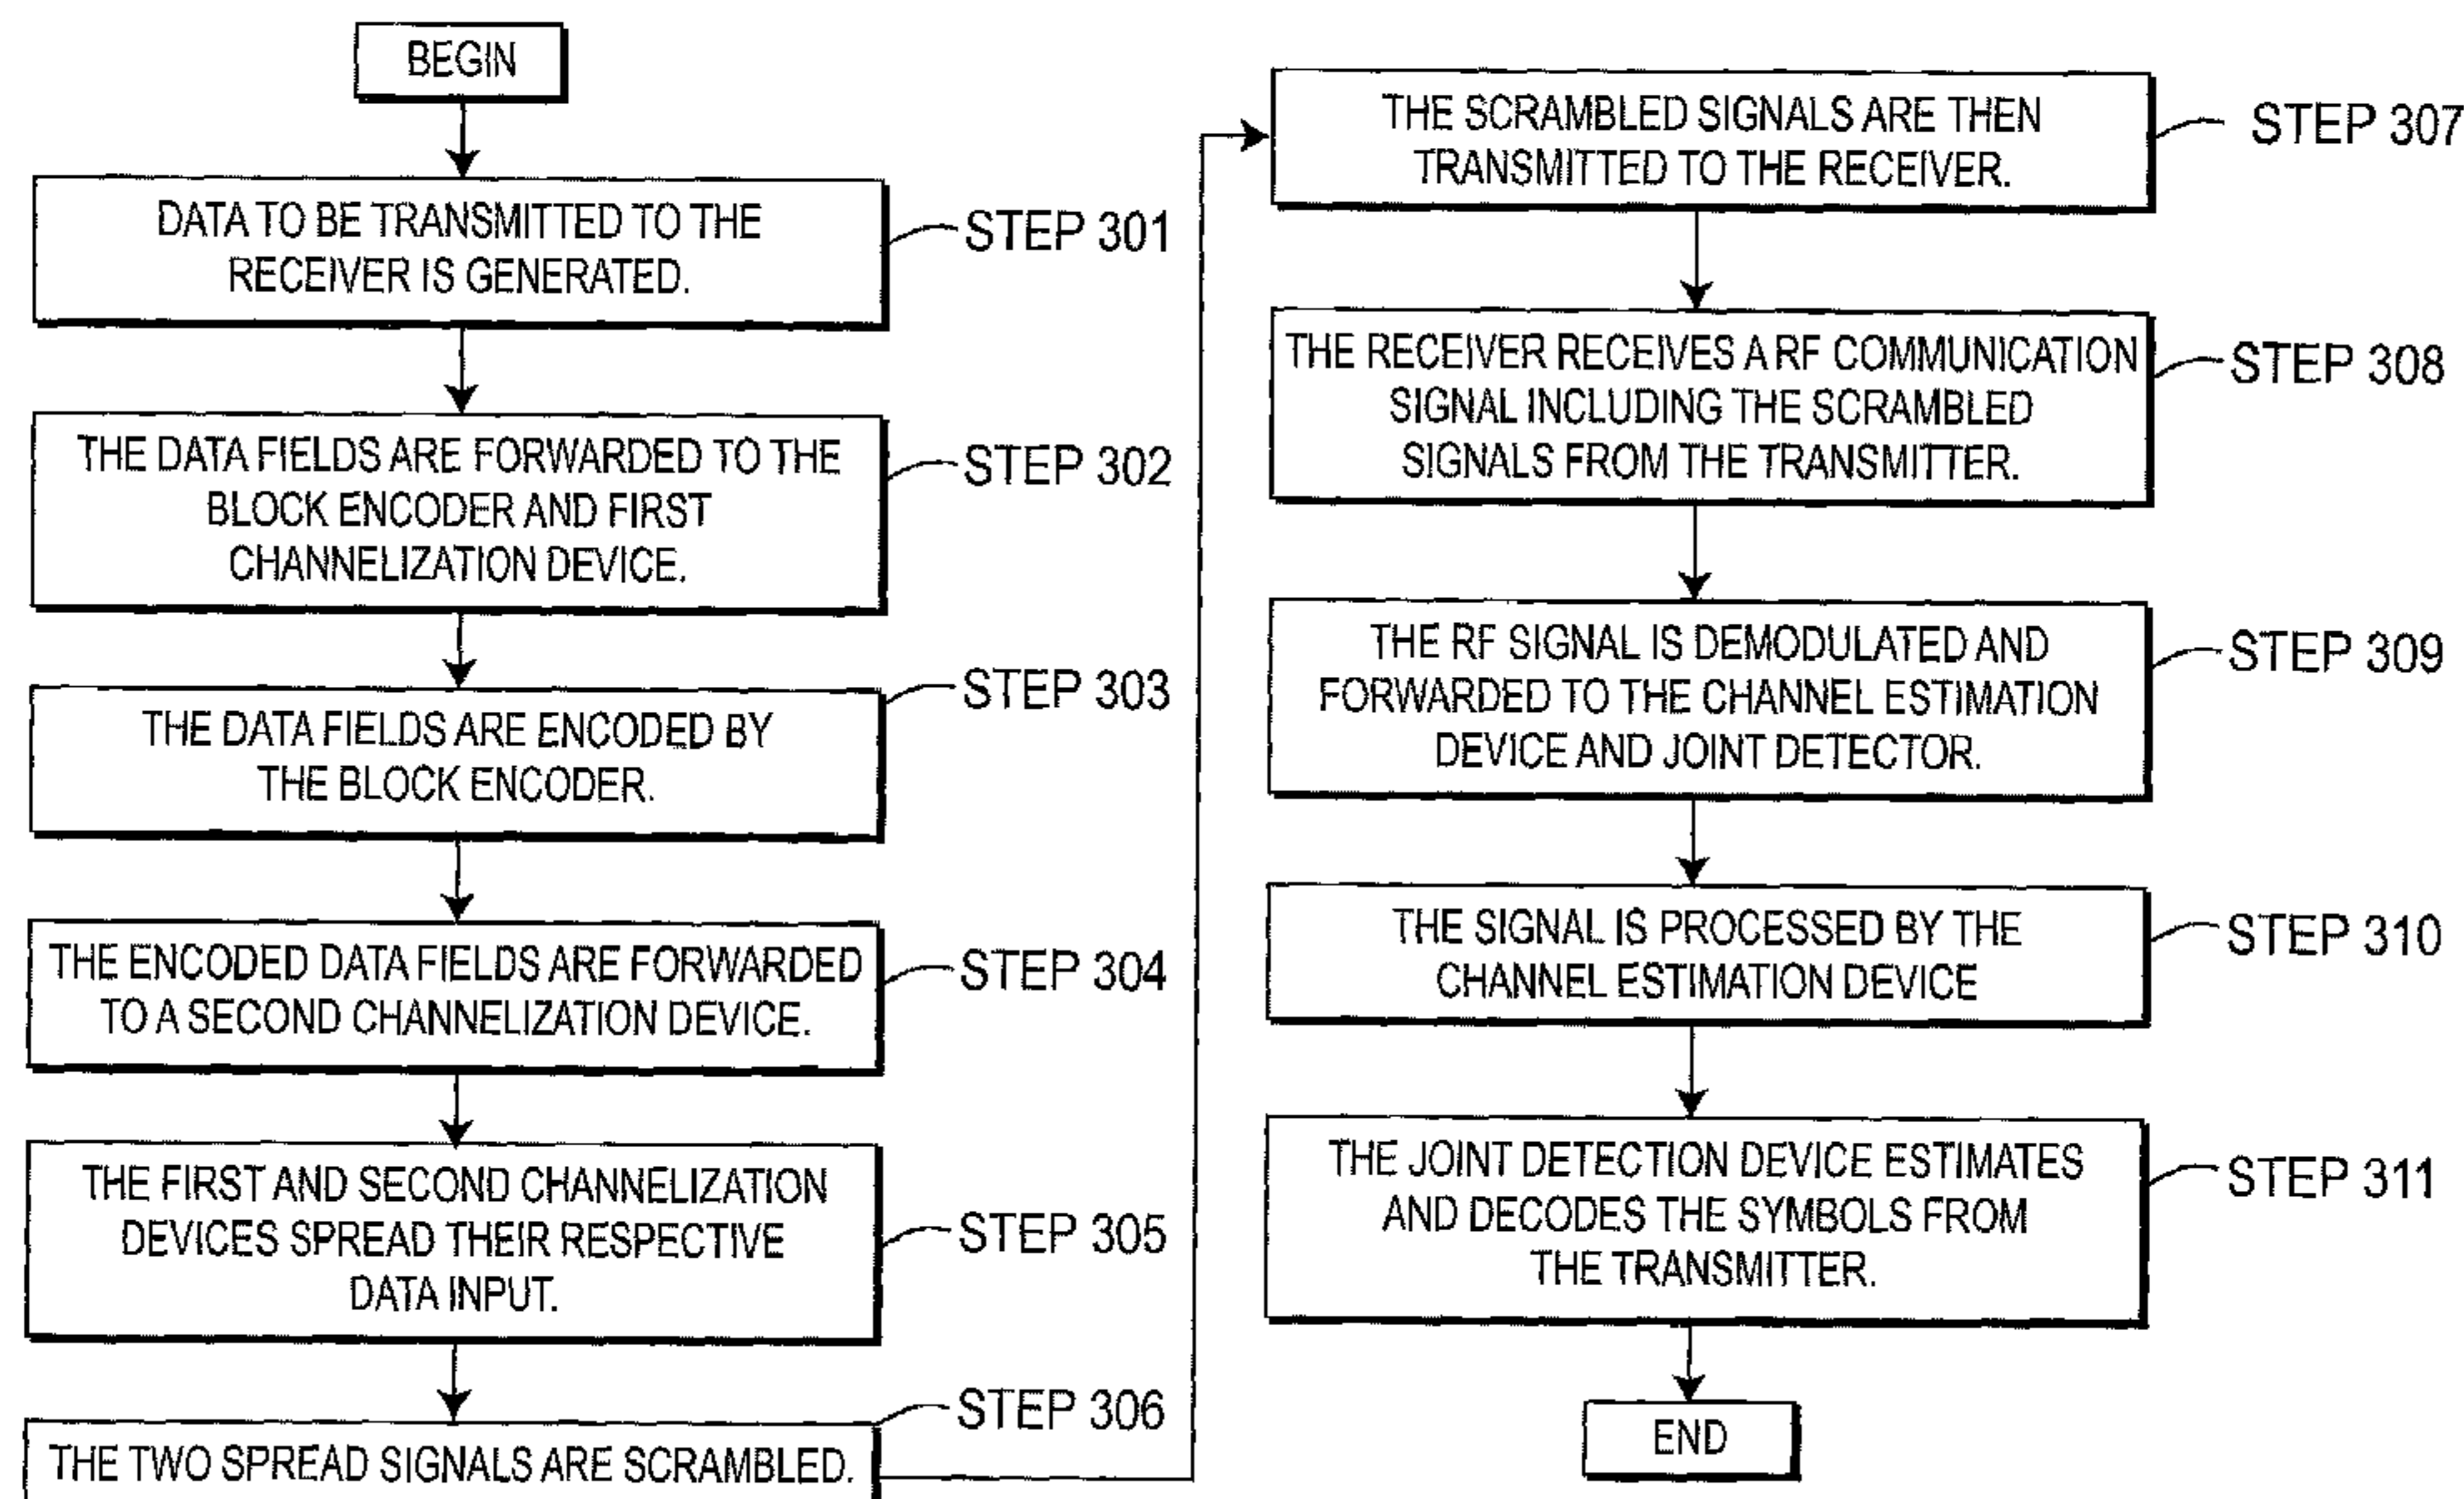 BEGIN
DATA TO BE TRANSMITTED TO THE
RECEIVER IS GENERATED.
STEP 301
THE DATA FIELDS ARE FORWARDED TO THE
BLOCK ENCODER AND FIRST
CHANNELIZATION DEVICE.
STEP 302
THE DATA FIELDS ARE ENCODED BY
THE BLOCK ENCODER.
STEP 303
THE ENCODED DATA FIELDS ARE FORWARDED
TO A SECOND CHANNELIZATION DEVICE.
STEP 304
THE FIRST AND SECOND CHANNELIZATION
DEVICES SPREAD THEIR RESPECTIVE
DATA INPUT.
STEP 305
THE TWO SPREAD SIGNALS ARE SCRAMBLED.
STEP 306
THE SCRAMBLED SIGNALS ARE THEN
TRANSMITTED TO THE RECEIVER.
STEP 307
THE RECEIVER RECEIVES A RF COMMUNICATION
SIGNAL INCLUDING THE SCRAMBLED
SIGNALS FROM THE TRANSMITTER.
STEP 308
THE RF SIGNAL IS DEMODULATED AND
FORWARDED TO THE CHANNEL ESTIMATION
DEVICE AND JOINT DETECTOR.
STEP 309
THE SIGNAL IS PROCESSED BY THE
CHANNEL ESTIMATION DEVICE
STEP 310
THE JOINT DETECTION DEVICE ESTIMATES
AND DECODES THE SYMBOLS FROM
THE TRANSMITTER.
STEP 311
END